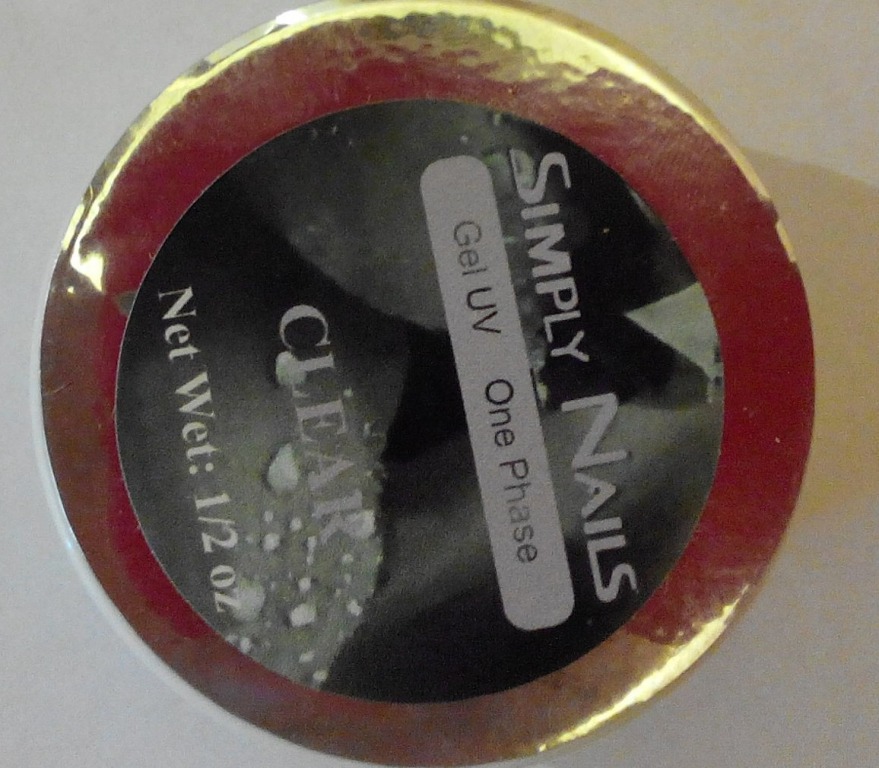 SIMPLY NAILS
Gel UV One Phase
CLEAR
Net Wet: 1/2 oz